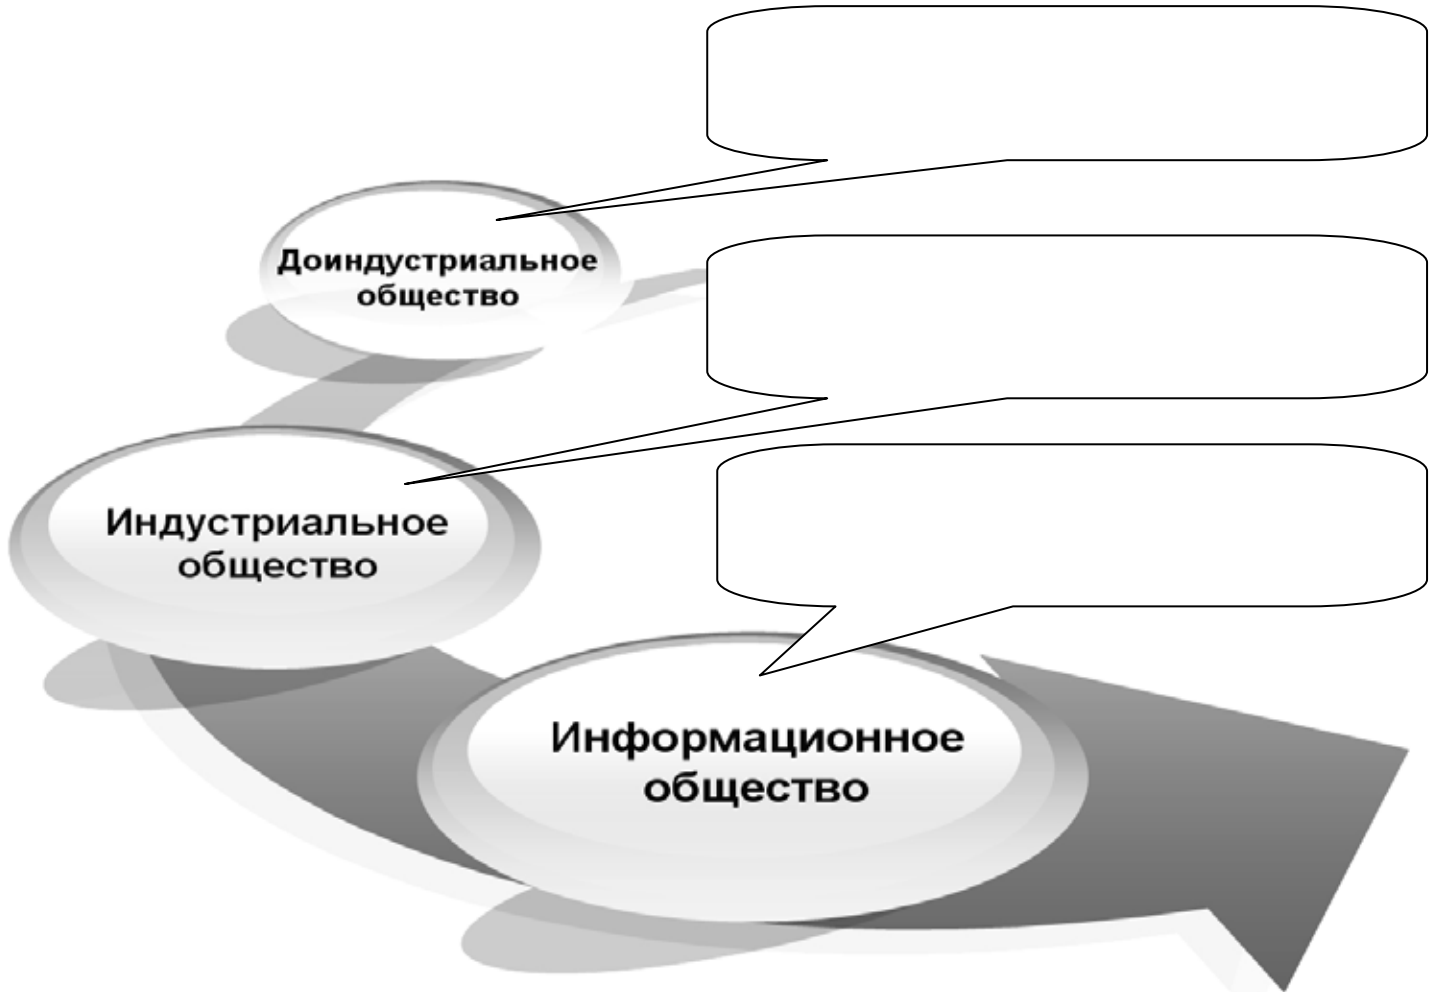 Доиндустриальное
общество
Индустриальное
общество
Информационное
общество